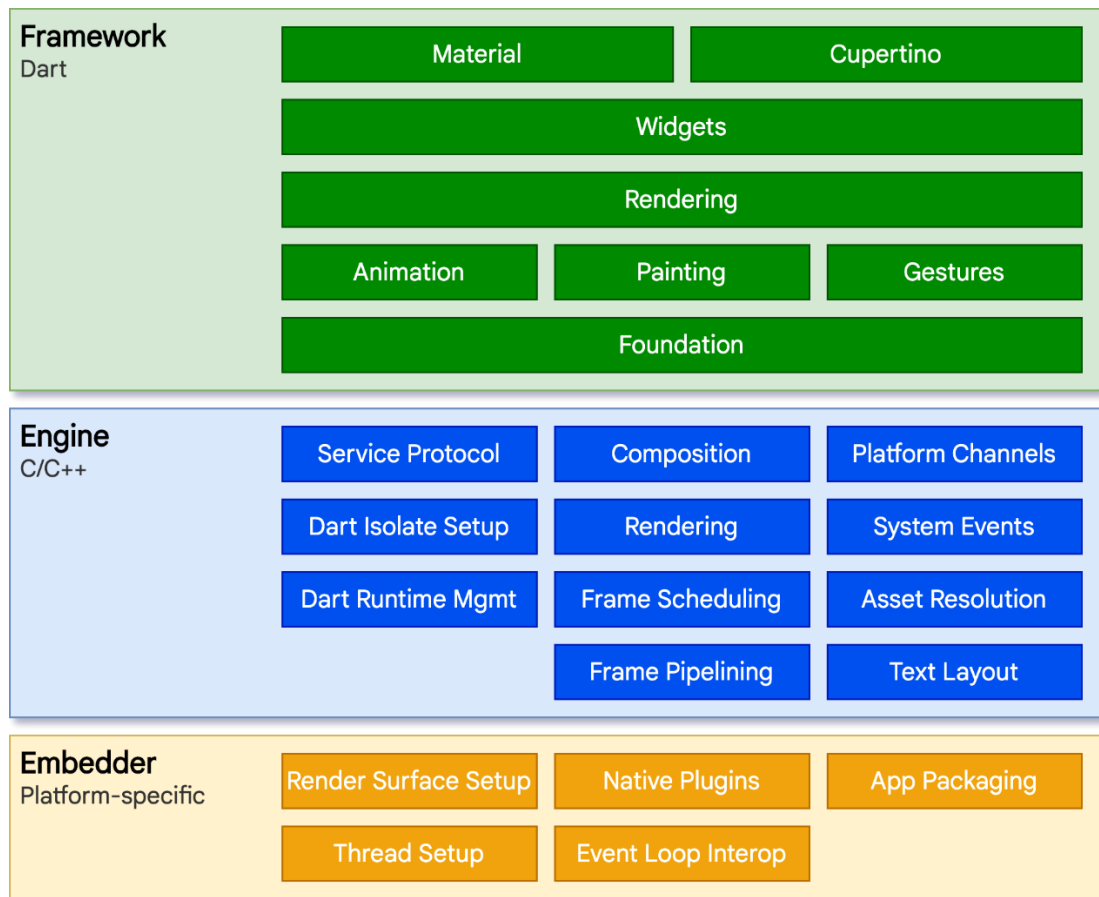 Framework
Dart
Material
Cupertino
Widgets
Rendering
Animation
Painting
Gestures
Foundation
Engine
C/C++
Service Protocol
Composition
Platform Channels
Dart Isolate Setup
Rendering
System Events
Dart Runtime Mgmt
Frame Scheduling
Asset Resolution
Frame Pipelining
Text Layout
Embedder
Platform-specific
Render Surface Setup
Native Plugins
App Packaging
Thread Setup
Event Loop Interop